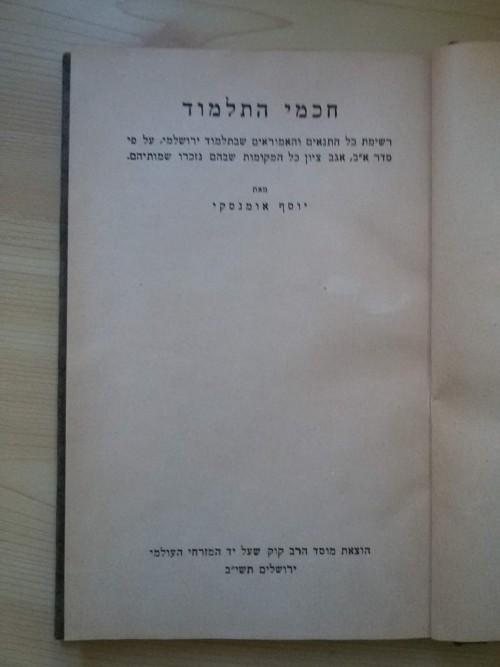 חכמי התלמוד
רשימת כל התנאים והאמוראים שבתלמוד ירושלמי, על פי
סדר א״ב, אגב ציון כל המקומות שבהם נזכרו שמותיהם.
מאת
יוסף אומנסקי
הוצאת מוסד הרב קוק שעל יד המזרחי העולמי
ירושלים תשי״ב